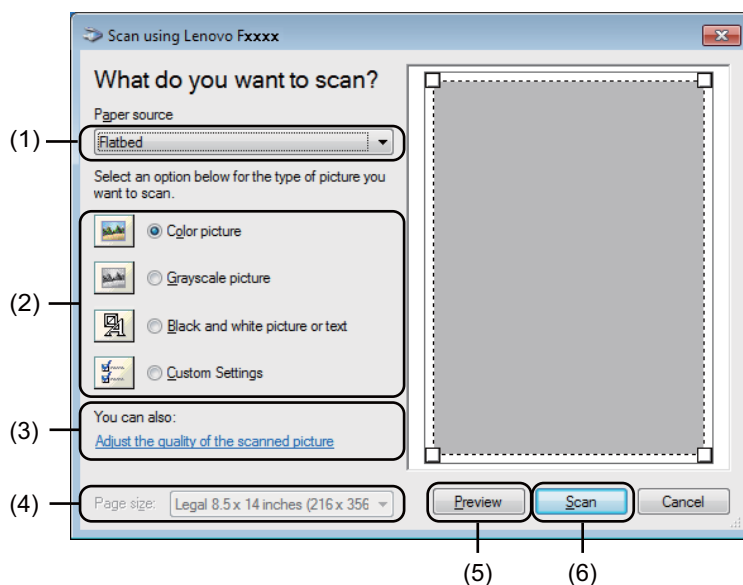 Scan using Lenovo Fxxxx
What do you want to scan?
Paper source
(1)
Flatbed
Select an option below for the type of picture you
want to scan.
Color picture
Grayscale picture
(2)
Black and white picture or text
Custom Settings
You can also:
(3)
Adjust the quality of the scanned picture
(4)
Page size:
Legal 8.5 x 14 inches (216 x 356
Preview
Scan
Cancel
(5)
(6)